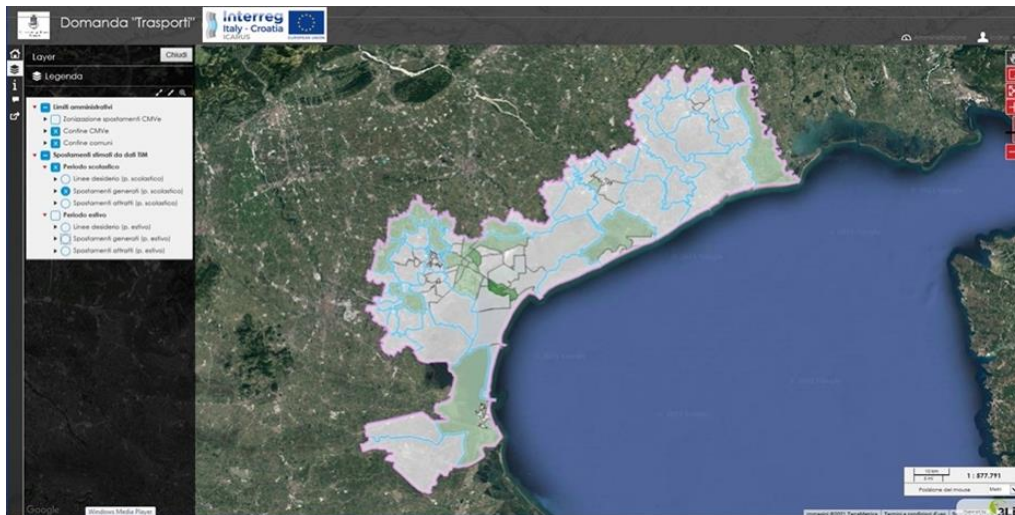 Domanda "Trasporti"
Interreg
Italy - Croatia
ICARUS
EUROPEAN UNION
Amministrazione
Layer
Chiudi
Legenda
Limiti amministrativi
Zonizzazione spostamenti CMVe
Confine CMVe
Confine comuni
Spostamenti stimati da dati TIM
Periodo scolastico
Linee desiderio (p. scolastico)
Spostamenti generati (p. scolastico)
Spostamenti attratti (p. scolastico)
Periodo estivo
Linee desiderio (p. estivo)
Spostamenti generati (p. estivo)
Spostamenti attratti (p. estivo)
10 km
1 : 577.791
Posizione del mouse
Google
Windows Media Player